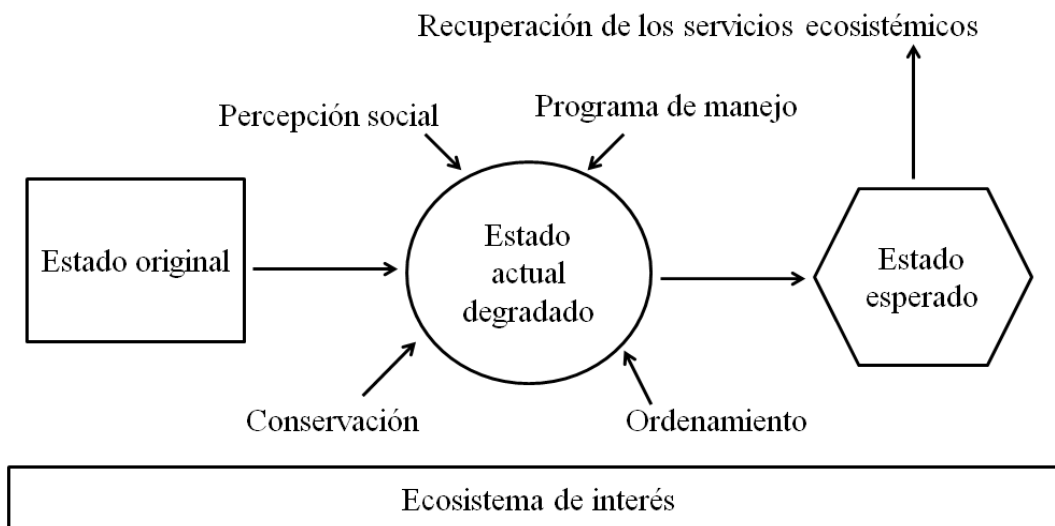 Recuperación de los servicios ecosistémicos
Percepción social
Programa de manejo
Estado original
Estado
actual
degradado
Estado
esperado
Conservación
Ordenamiento
Ecosistema de interés